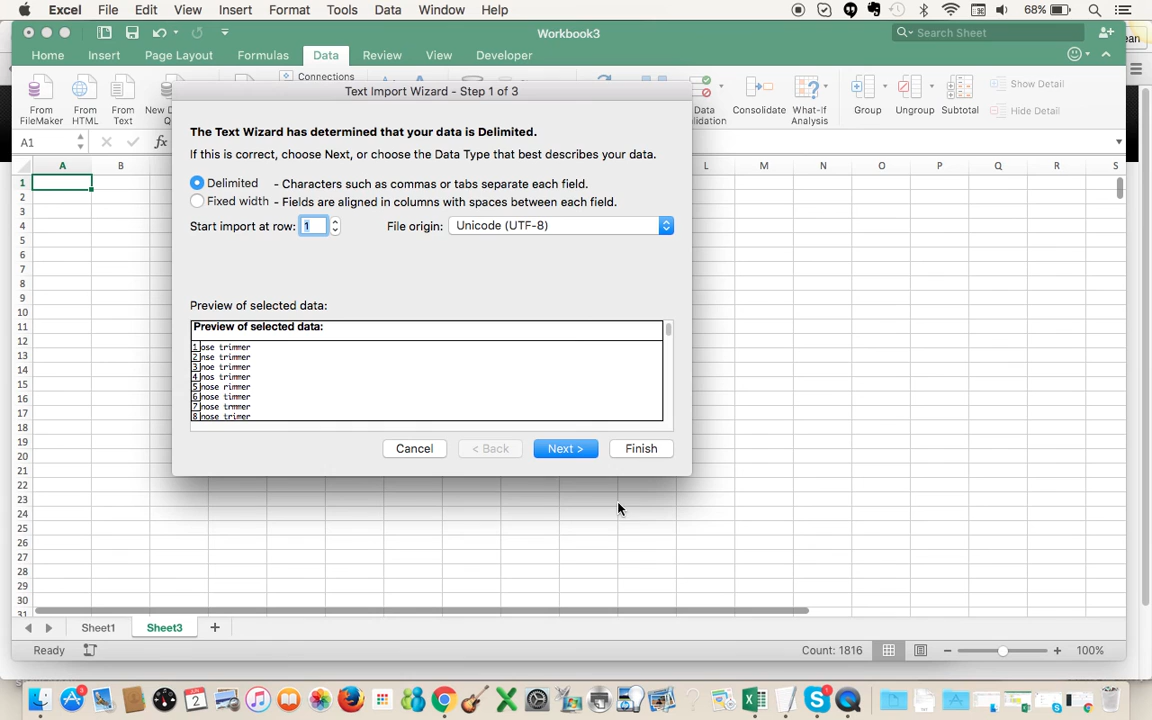 Excel File Edit View Insert Format Tools Data Window Help 68%
Workbook3
Search Sheet
Home Insert Page Layout Formulas Data Review View Developer
From FileMaker
From HTML
From Text
Connections
Consolidate
What-If Analysis
Group
Ungroup
Subtotal
Show Detail
Hide Detail
A1
fx
Text Import Wizard - Step 1 of 3
The Text Wizard has determined that your data is Delimited.
If this is correct, choose Next, or choose the Data Type that best describes your data.
Delimited - Characters such as commas or tabs separate each field.
Fixed width - Fields are aligned in columns with spaces between each field.
Start import at row: 1 File origin: Unicode (UTF-8)
Preview of selected data:
Preview of selected data:
1 ose trimmer
2 nse trimmer
3 noe trimmer
4 nos trimmer
5 nose rimmer
6 nose timmer
7 nose trmmer
8 nose trimer
Cancel < Back Next > Finish
A B L M N O P Q R S
1
2
3
4
5
6
7
8
9
10
11
12
13
14
15
16
17
18
19
20
21
22
23
24
25
26
27
28
29
30
31
Sheet1 Sheet3 +
Ready Count: 1816 100%